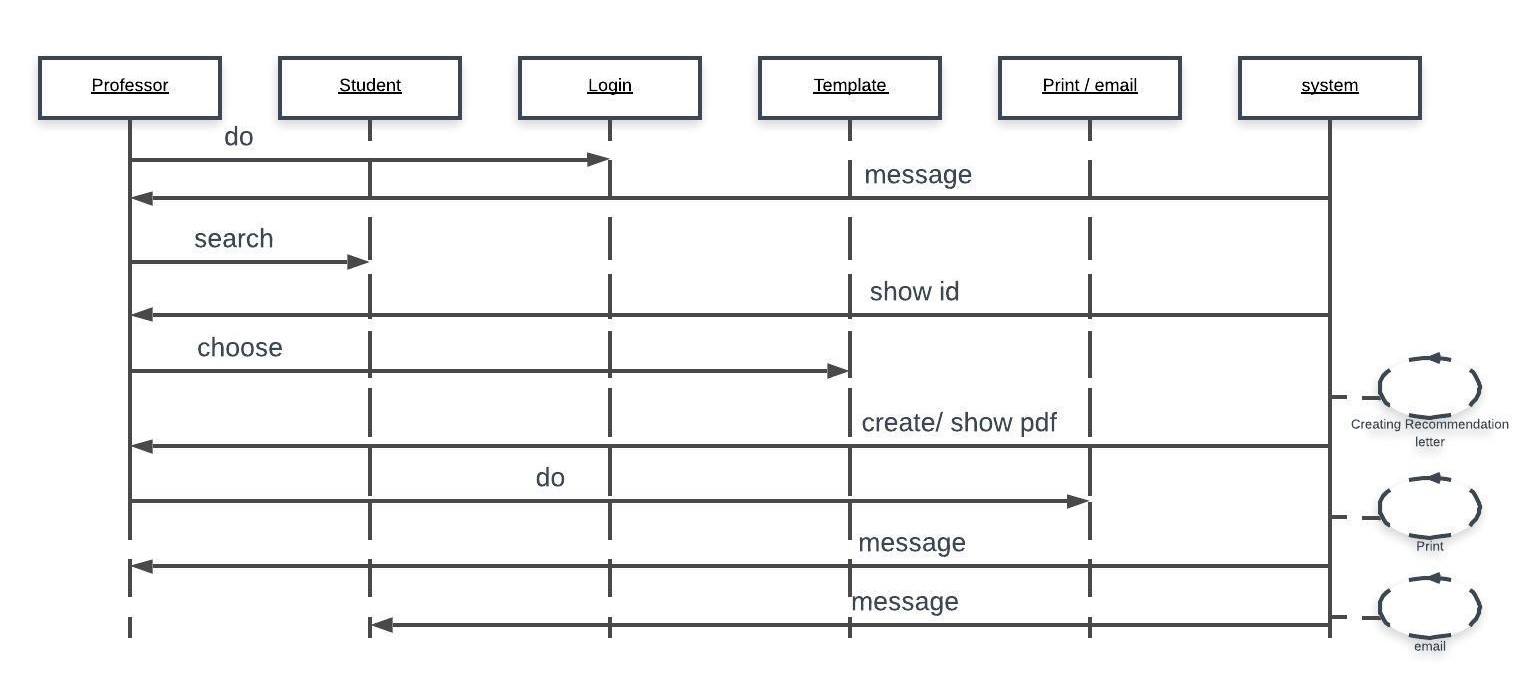 Professor
Student
Login
Template
Print / email
system
do
message
search
show id
choose
create/ show pdf
Creating Recommendation
letter
do
Print
message
message
email